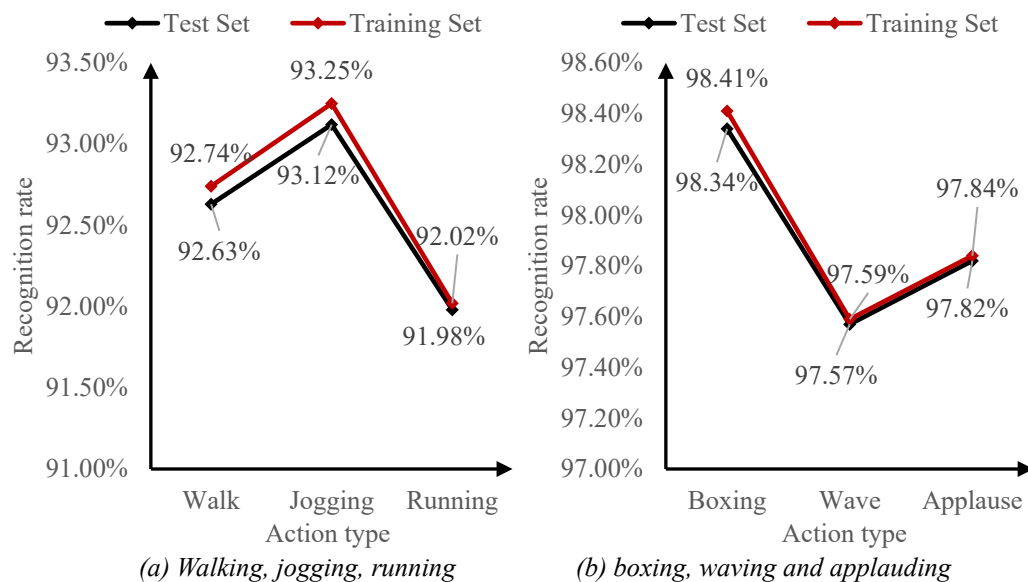 Test Set Training Set
93.50%
93.00%
92.50%
92.00%
91.50%
91.00%
Recognition rate
93.25%
92.74%
93.12%
92.63%
92.02%
91.98%
Walk Jogging Running
Action type
(a) Walking, jogging, running
Test Set Training Set
98.60%
98.40%
98.20%
98.00%
97.80%
97.60%
97.40%
97.20%
97.00%
Recognition rate
98.41%
98.34%
97.84%
97.59%
97.82%
97.57%
Boxing Wave Applause
Action type
(b) boxing, waving and applauding